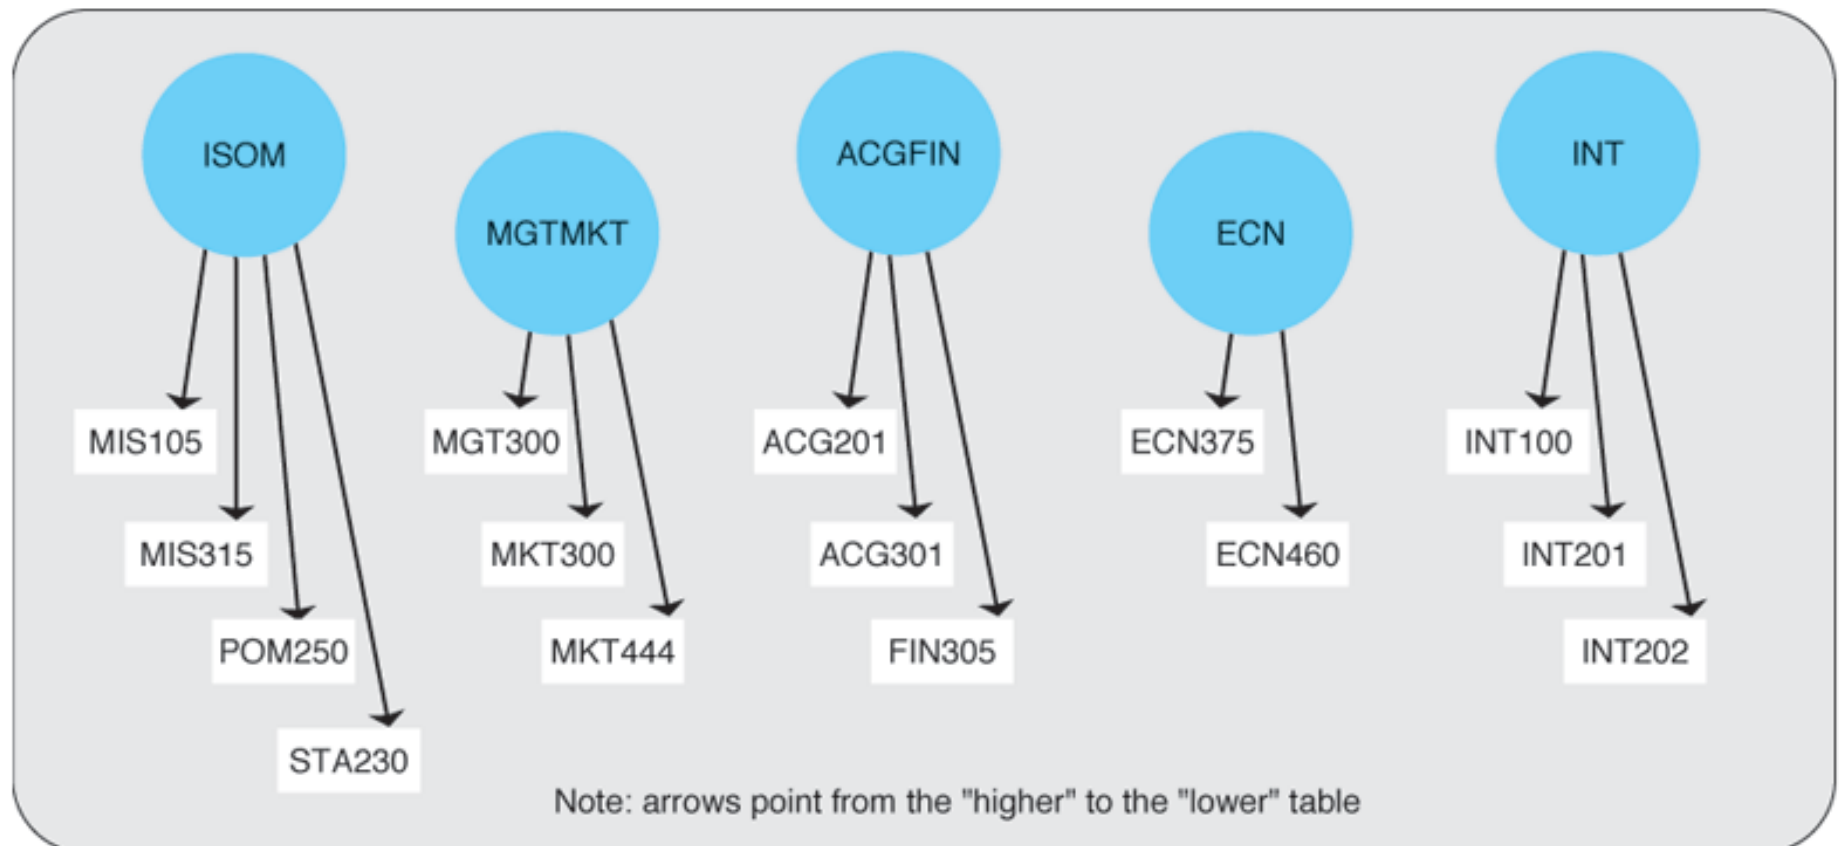 ISOM
MGTMKT
ACGFIN
ECN
INT
MIS105
MGT300
ACG201
ECN375
INT100
MIS315
MKT300
ACG301
ECN460
INT201
POM250
MKT444
FIN305
INT202
STA230
Note: arrows point from the "higher" to the "lower" table